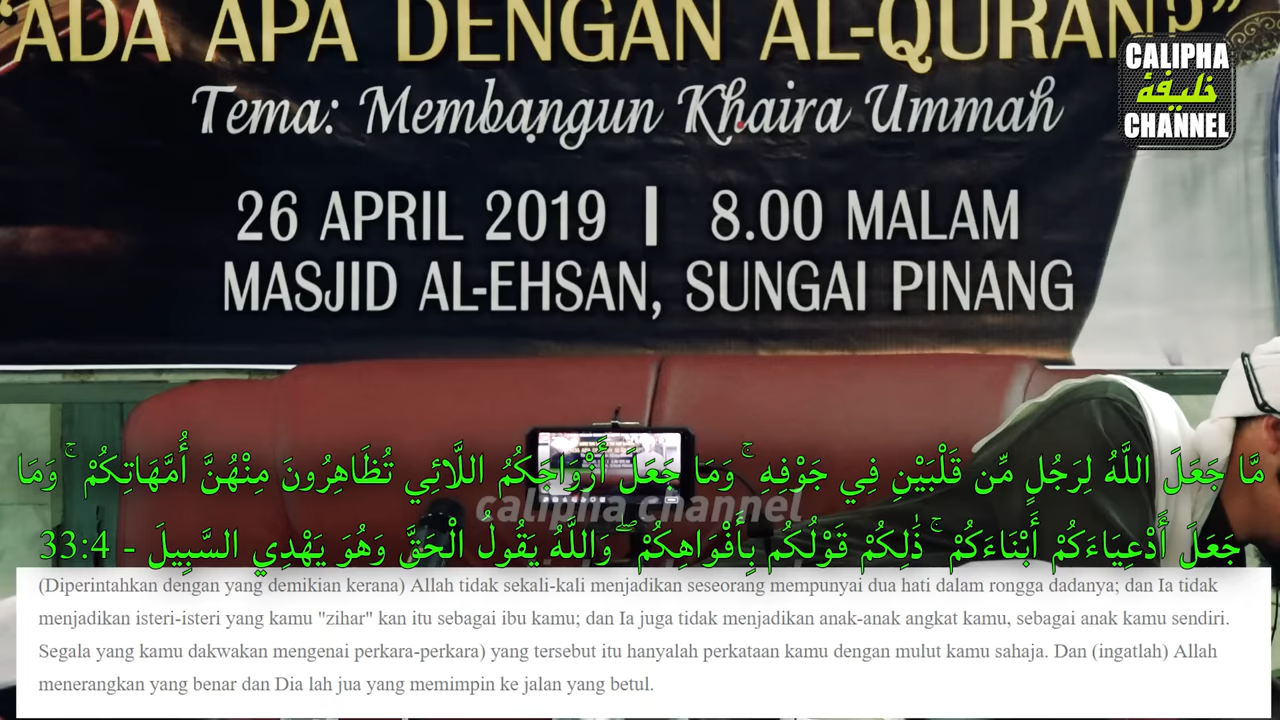 "ADA APA DENGAN AL-QURAN?"
Tema: Membangun Khaira Ummah
26 APRIL 2019 | 8.00 MALAM
MASJID AL-EHSAN, SUNGAI PINANG
CALIPHA
خليفة
CHANNEL
مَّا جَعَلَ اللَّهُ لِرَجُلٍ مِّن قَلْبَيْنِ فِي جَوْفِهِ ۚ وَمَا جَعَلَ أَزْوَاجَكُمُ اللَّائِي تُظَاهِرُونَ مِنْهُنَّ أُمَّهَاتِكُمْ ۚ وَمَا
جَعَلَ أَدْعِيَاءَكُمْ أَبْنَاءَكُمْ ۚ ذَٰلِكُمْ قَوْلُكُم بِأَفْوَاهِكُمْ ۖ وَاللَّهُ يَقُولُ الْحَقَّ وَهُوَ يَهْدِي السَّبِيلَ - 33:4
calipha channel
(Diperintahkan dengan yang demikian kerana) Allah tidak sekali-kali menjadikan seseorang mempunyai dua hati dalam rongga dadanya; dan Ia tidak
menjadikan isteri-isteri yang kamu "zihar" kan itu sebagai ibu kamu; dan Ia juga tidak menjadikan anak-anak angkat kamu, sebagai anak kamu sendiri.
Segala yang kamu dakwakan mengenai perkara-perkara) yang tersebut itu hanyalah perkataan kamu dengan mulut kamu sahaja. Dan (ingatlah) Allah
menerangkan yang benar dan Dia lah jua yang memimpin ke jalan yang betul.